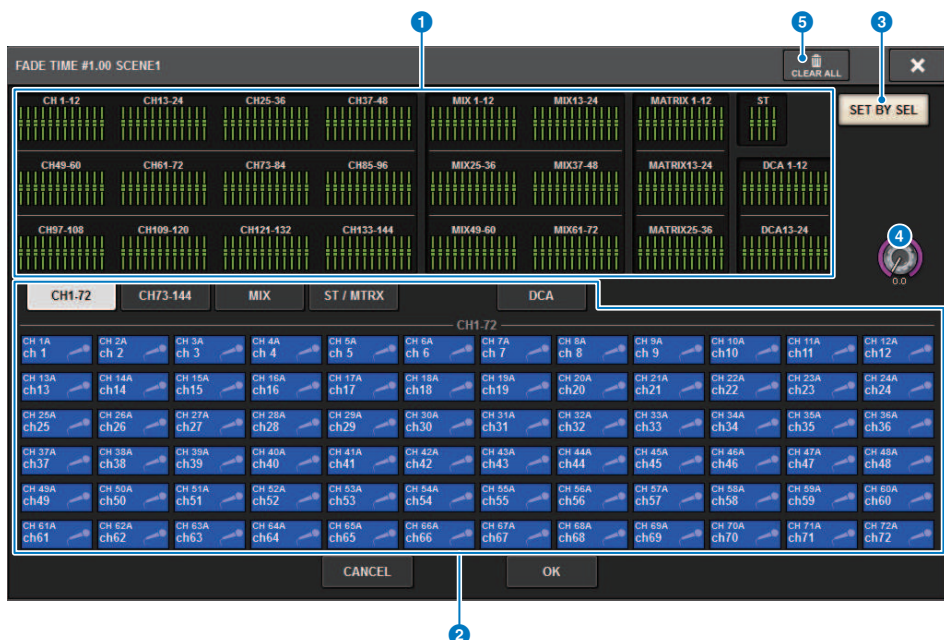 1 5 3
FADE TIME #1.00 SCENE1 CLEAR ALL
CH 1-12 CH13-24 CH25-36 CH37-48 MIX 1-12 MIX13-24 MATRIX 1-12 ST SET BY SEL
CH49-60 CH61-72 CH73-84 CH85-96 MIX25-36 MIX37-48 MATRIX13-24 DCA 1-12
CH97-108 CH109-120 CH121-132 CH133-144 MIX49-60 MIX61-72 MATRIX25-36 DCA13-24 4
0.0
CH1-72 CH73-144 MIX ST / MTRX DCA
CH1-72
CH 1A CH 2A CH 3A CH 4A CH 5A CH 6A CH 7A CH 8A CH 9A CH 10A CH 11A CH 12A
ch 1 ch 2 ch 3 ch 4 ch 5 ch 6 ch 7 ch 8 ch 9 ch10 ch11 ch12
CH 13A CH 14A CH 15A CH 16A CH 17A CH 18A CH 19A CH 20A CH 21A CH 22A CH 23A CH 24A
ch13 ch14 ch15 ch16 ch17 ch18 ch19 ch20 ch21 ch22 ch23 ch24
CH 25A CH 26A CH 27A CH 28A CH 29A CH 30A CH 31A CH 32A CH 33A CH 34A CH 35A CH 36A
ch25 ch26 ch27 ch28 ch29 ch30 ch31 ch32 ch33 ch34 ch35 ch36
CH 37A CH 38A CH 39A CH 40A CH 41A CH 42A CH 43A CH 44A CH 45A CH 46A CH 47A CH 48A
ch37 ch38 ch39 ch40 ch41 ch42 ch43 ch44 ch45 ch46 ch47 ch48
CH 49A CH 50A CH 51A CH 52A CH 53A CH 54A CH 55A CH 56A CH 57A CH 58A CH 59A CH 60A
ch49 ch50 ch51 ch52 ch53 ch54 ch55 ch56 ch57 ch58 ch59 ch60
CH 61A CH 62A CH 63A CH 64A CH 65A CH 66A CH 67A CH 68A CH 69A CH 70A CH 71A CH 72A
ch61 ch62 ch63 ch64 ch65 ch66 ch67 ch68 ch69 ch70 ch71 ch72
CANCEL OK
2